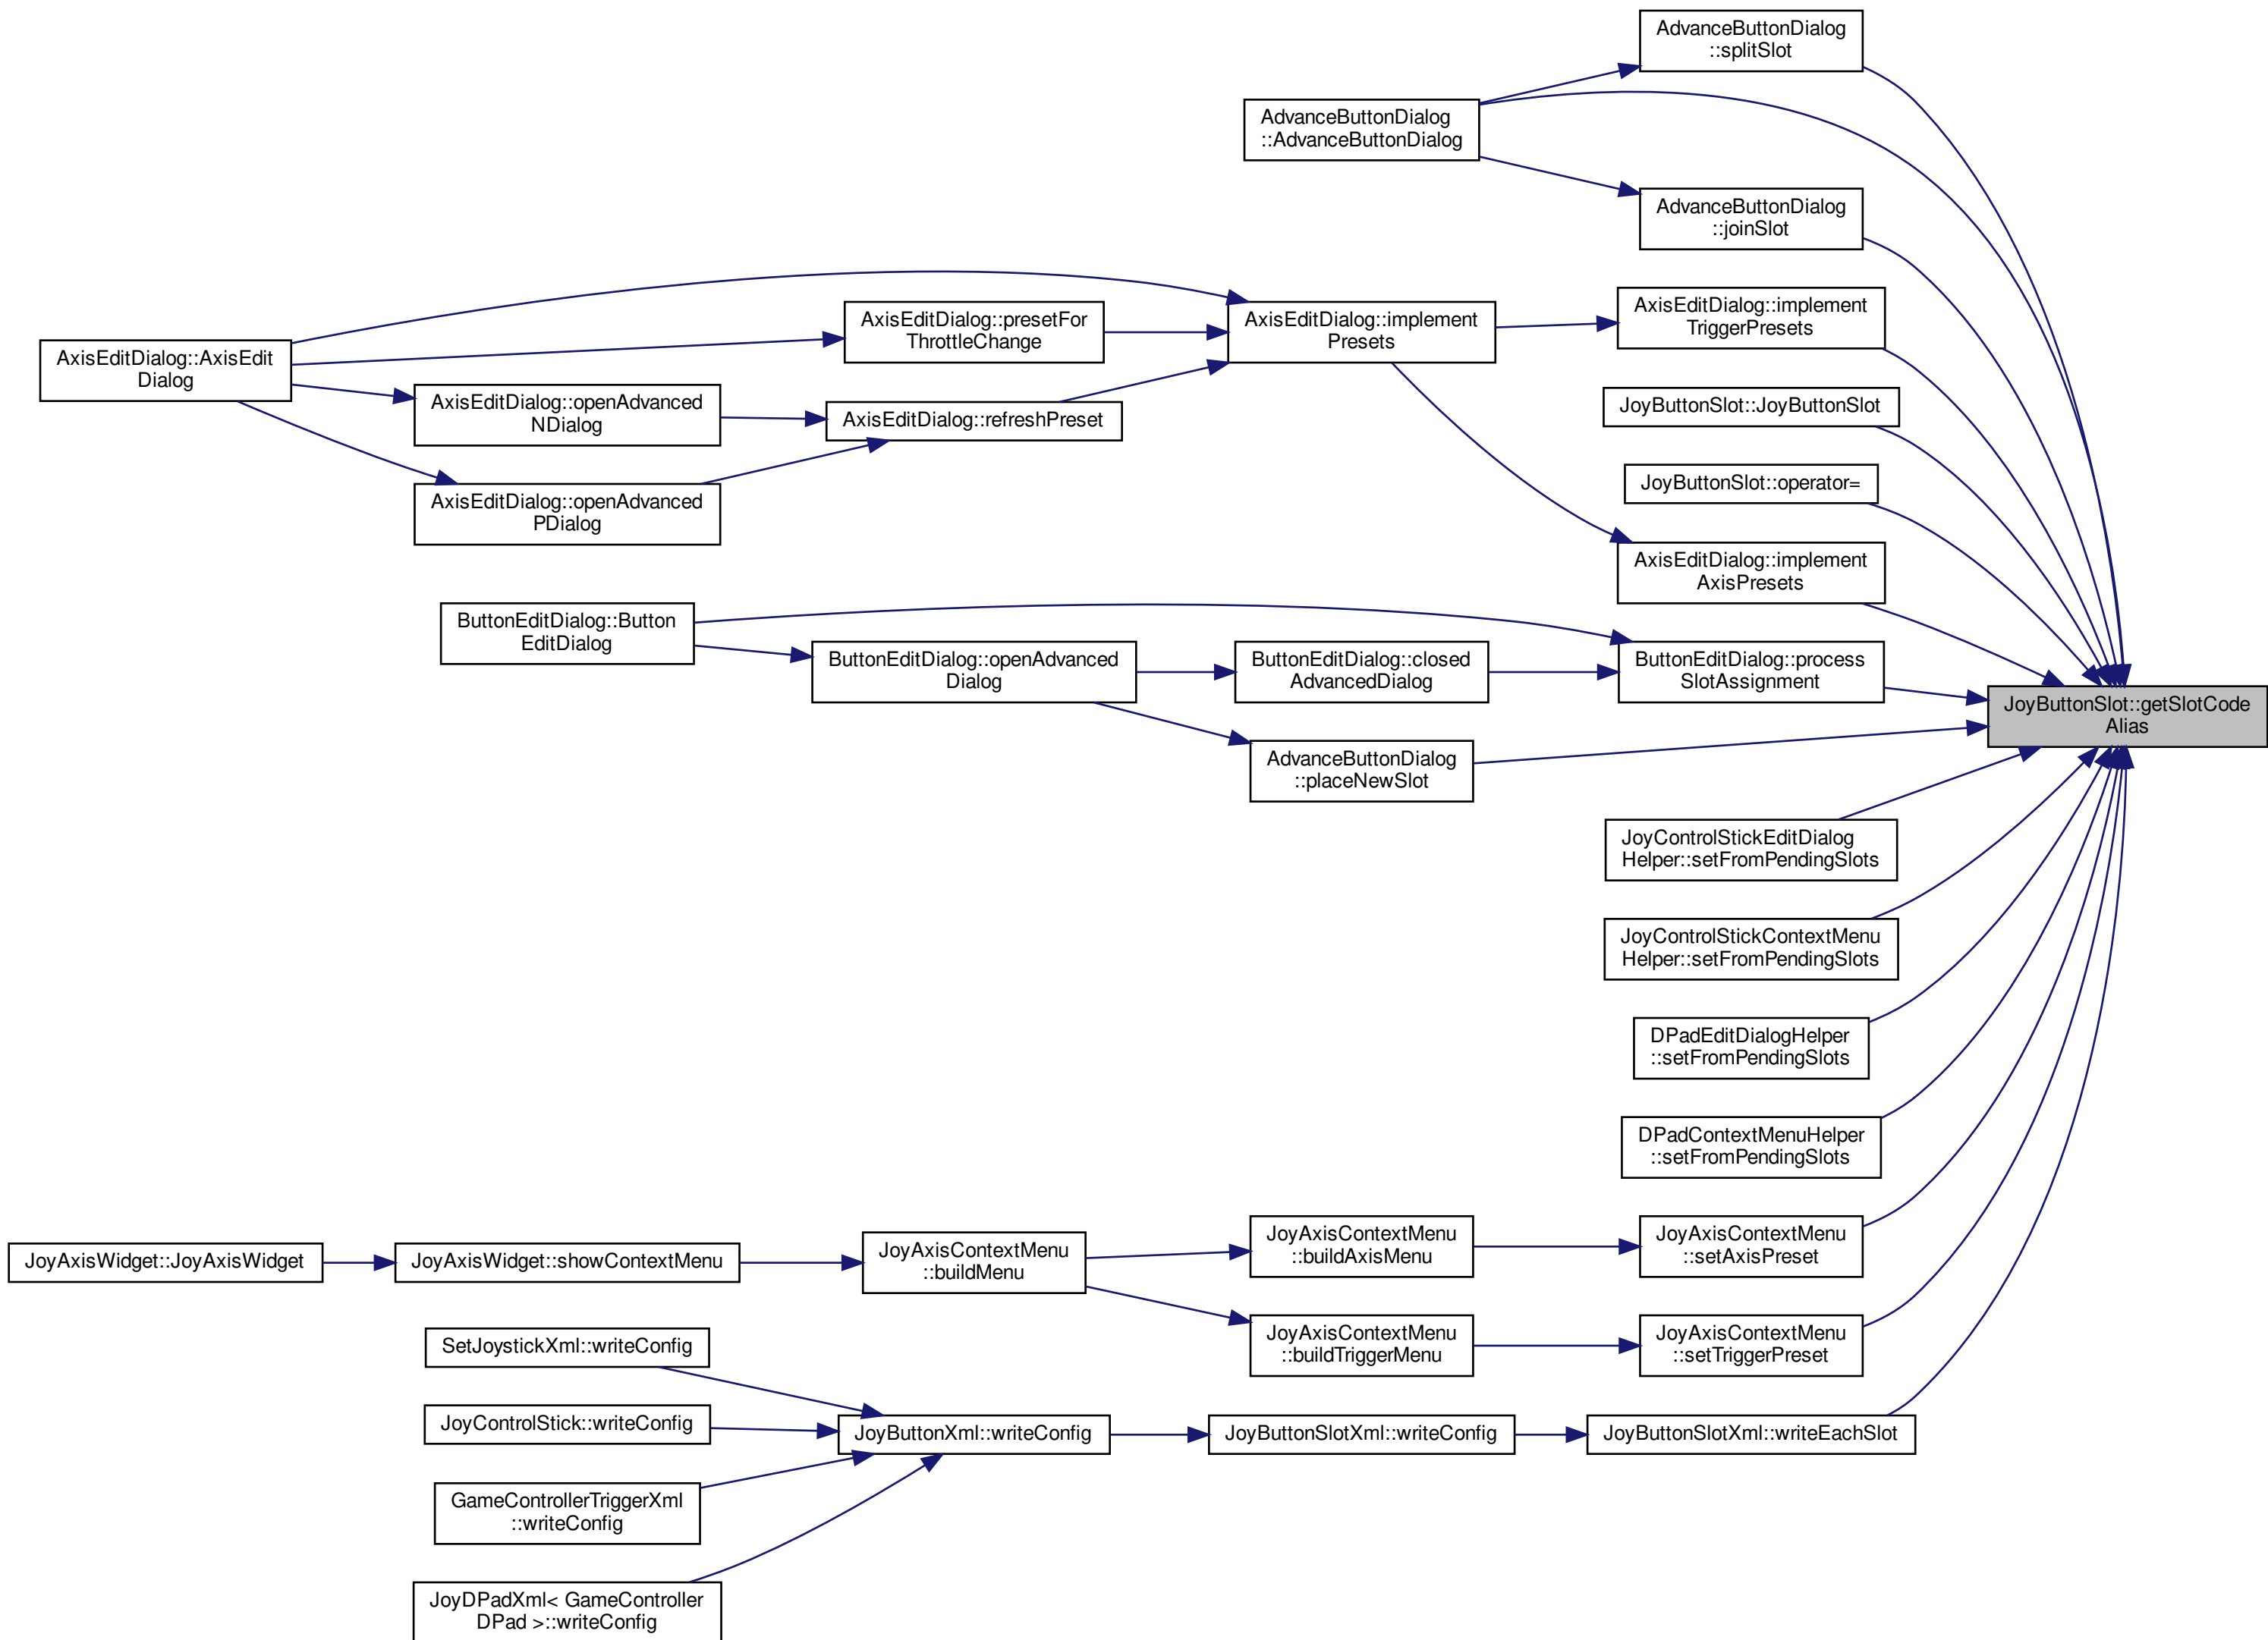 AdvanceButtonDialog
::splitSlot
AdvanceButtonDialog
::AdvanceButtonDialog
AdvanceButtonDialog
::joinSlot
AxisEditDialog::implement
TriggerPresets
AxisEditDialog::implement
Presets
AxisEditDialog::presetFor
ThrottleChange
AxisEditDialog::AxisEdit
Dialog
AxisEditDialog::openAdvanced
NDialog
AxisEditDialog::refreshPreset
JoyButtonSlot::JoyButtonSlot
JoyButtonSlot::operator=
AxisEditDialog::openAdvanced
PDialog
AxisEditDialog::implement
AxisPresets
ButtonEditDialog::Button
EditDialog
ButtonEditDialog::openAdvanced
Dialog
ButtonEditDialog::closed
AdvancedDialog
ButtonEditDialog::process
SlotAssignment
JoyButtonSlot::getSlotCode
Alias
AdvanceButtonDialog
::placeNewSlot
JoyControlStickEditDialog
Helper::setFromPendingSlots
JoyControlStickContextMenu
Helper::setFromPendingSlots
DPadEditDialogHelper
::setFromPendingSlots
DPadContextMenuHelper
::setFromPendingSlots
JoyAxisWidget::JoyAxisWidget
JoyAxisWidget::showContextMenu
JoyAxisContextMenu
::buildMenu
JoyAxisContextMenu
::buildAxisMenu
JoyAxisContextMenu
::setAxisPreset
JoyAxisContextMenu
::buildTriggerMenu
JoyAxisContextMenu
::setTriggerPreset
SetJoystickXml::writeConfig
JoyControlStick::writeConfig
JoyButtonXml::writeConfig
JoyButtonSlotXml::writeConfig
JoyButtonSlotXml::writeEachSlot
GameControllerTriggerXml
::writeConfig
JoyDPadXml< GameController
DPad >::writeConfig